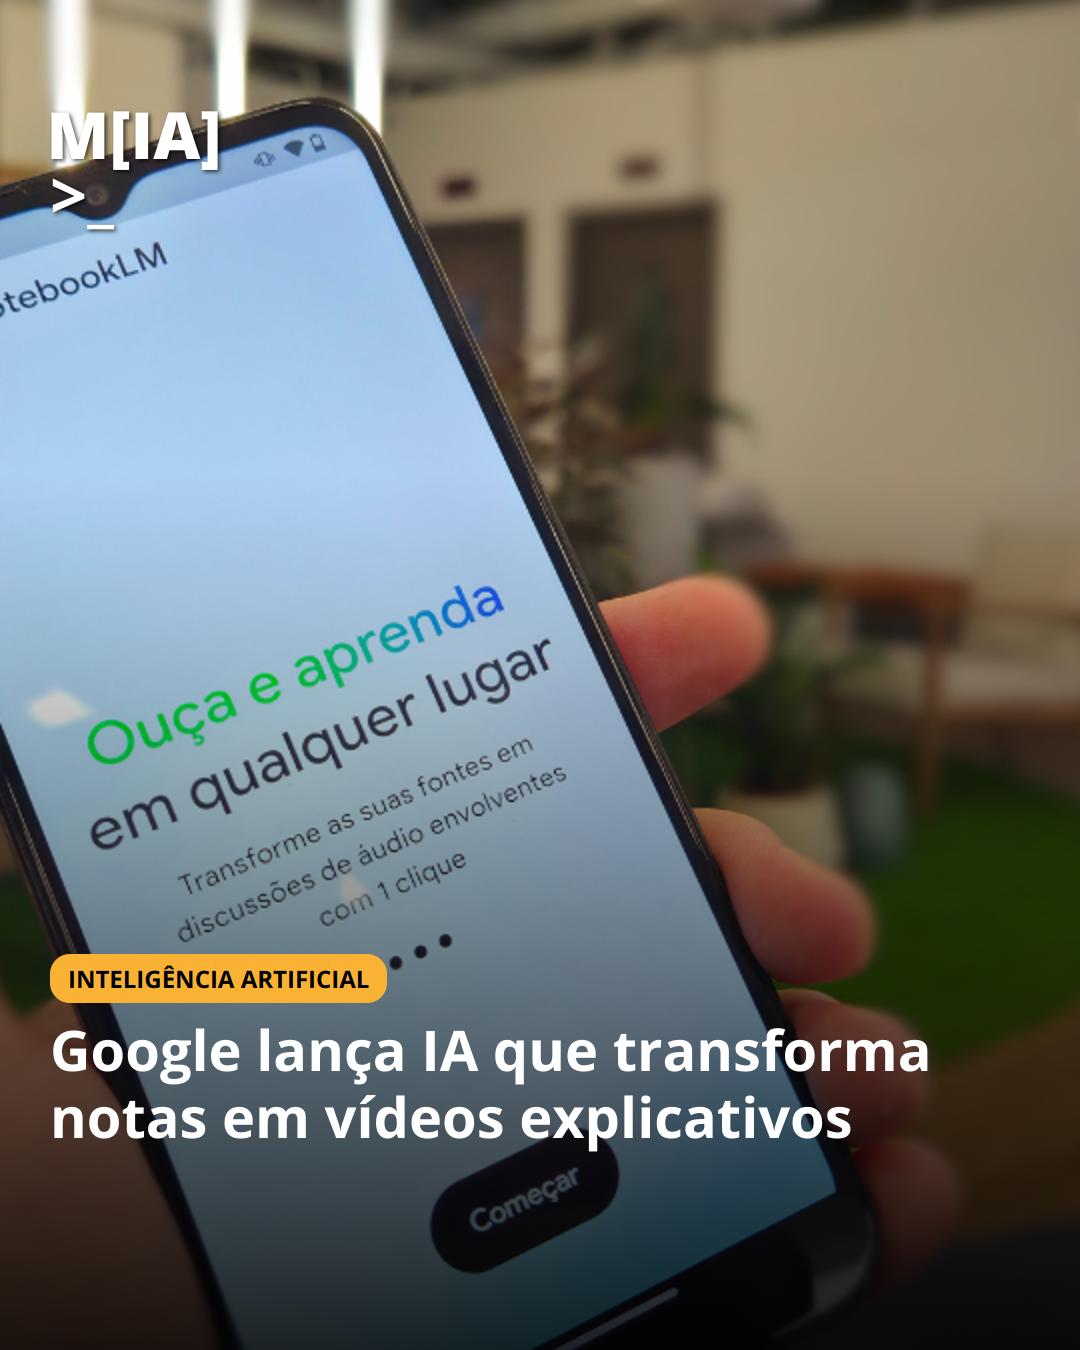 M[IA]
>_
otebookLM
Ouça e aprenda
em qualquer lugar
Transforme as suas fontes em
discussões de áudio envolventes
com 1 clique
INTELIGÊNCIA ARTIFICIAL
Google lança IA que transforma
notas em vídeos explicativos
Começar